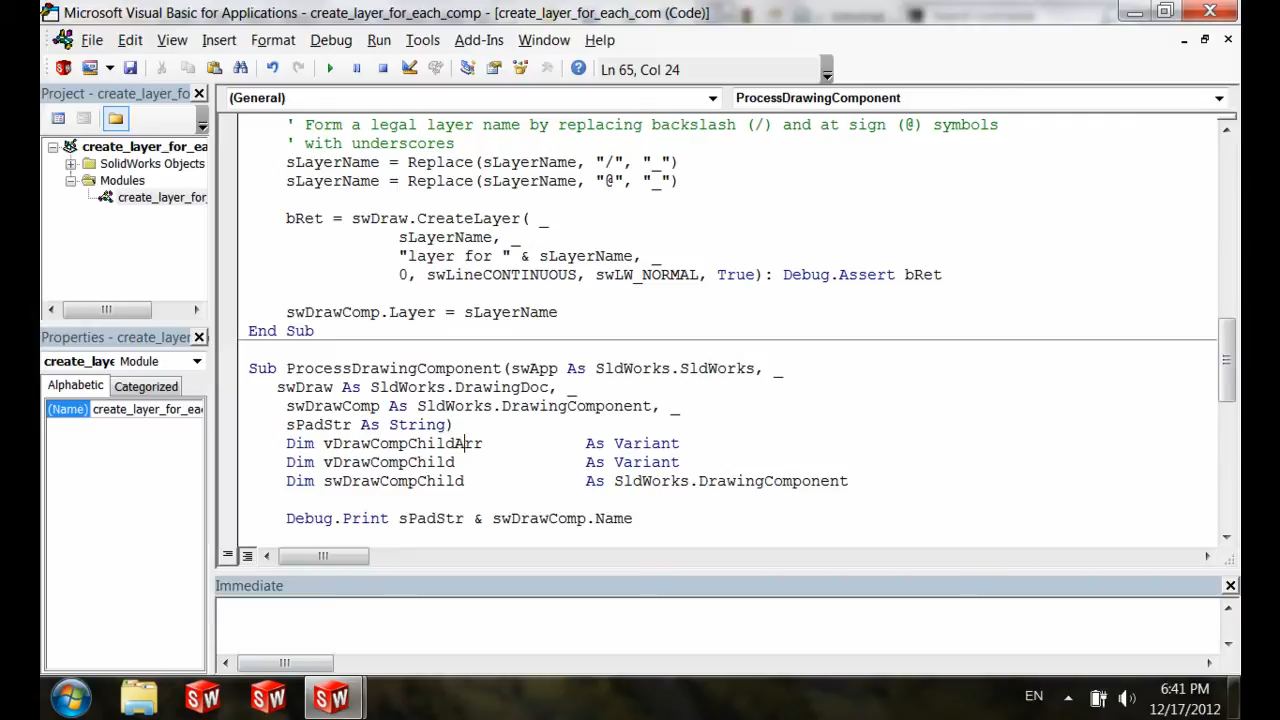 Microsoft Visual Basic for Applications - create_layer_for_each_comp - [create_layer_for_each_com (Code)]
File Edit View Insert Format Debug Run Tools Add-Ins Window Help
Ln 65, Col 24
Project - create_layer_fo
(General)
ProcessDrawingComponent
create_layer_for_ea
SolidWorks Objects
Modules
create_layer_for_
' Form a legal layer name by replacing backslash (/) and at sign (@) symbols
' with underscores
sLayerName = Replace(sLayerName, "/", "_")
sLayerName = Replace(sLayerName, "@", "_")
bRet = swDraw.CreateLayer( _
sLayerName, _
"layer for " & sLayerName, _
0, swLineCONTINUOUS, swLW_NORMAL, True): Debug.Assert bRet
swDrawComp.Layer = sLayerName
End Sub
Sub ProcessDrawingComponent(swApp As SldWorks.SldWorks, _
swDraw As SldWorks.DrawingDoc, _
swDrawComp As SldWorks.DrawingComponent, _
sPadStr As String)
Dim vDrawCompChildArr As Variant
Dim vDrawCompChild As Variant
Dim swDrawCompChild As SldWorks.DrawingComponent
Debug.Print sPadStr & swDrawComp.Name
Properties - create_layer
create_laye Module
Alphabetic Categorized
(Name) create_layer_for_ea
Immediate
SW SW SW
EN
6:41 PM
12/17/2012